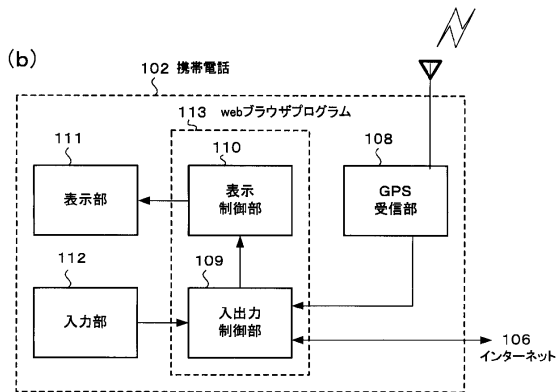 (b)
102 携帯電話
113 webブラウザプログラム
111
表示部
110
表示
制御部
108
GPS
受信部
112
入力部
109
入出力
制御部
106
インターネット